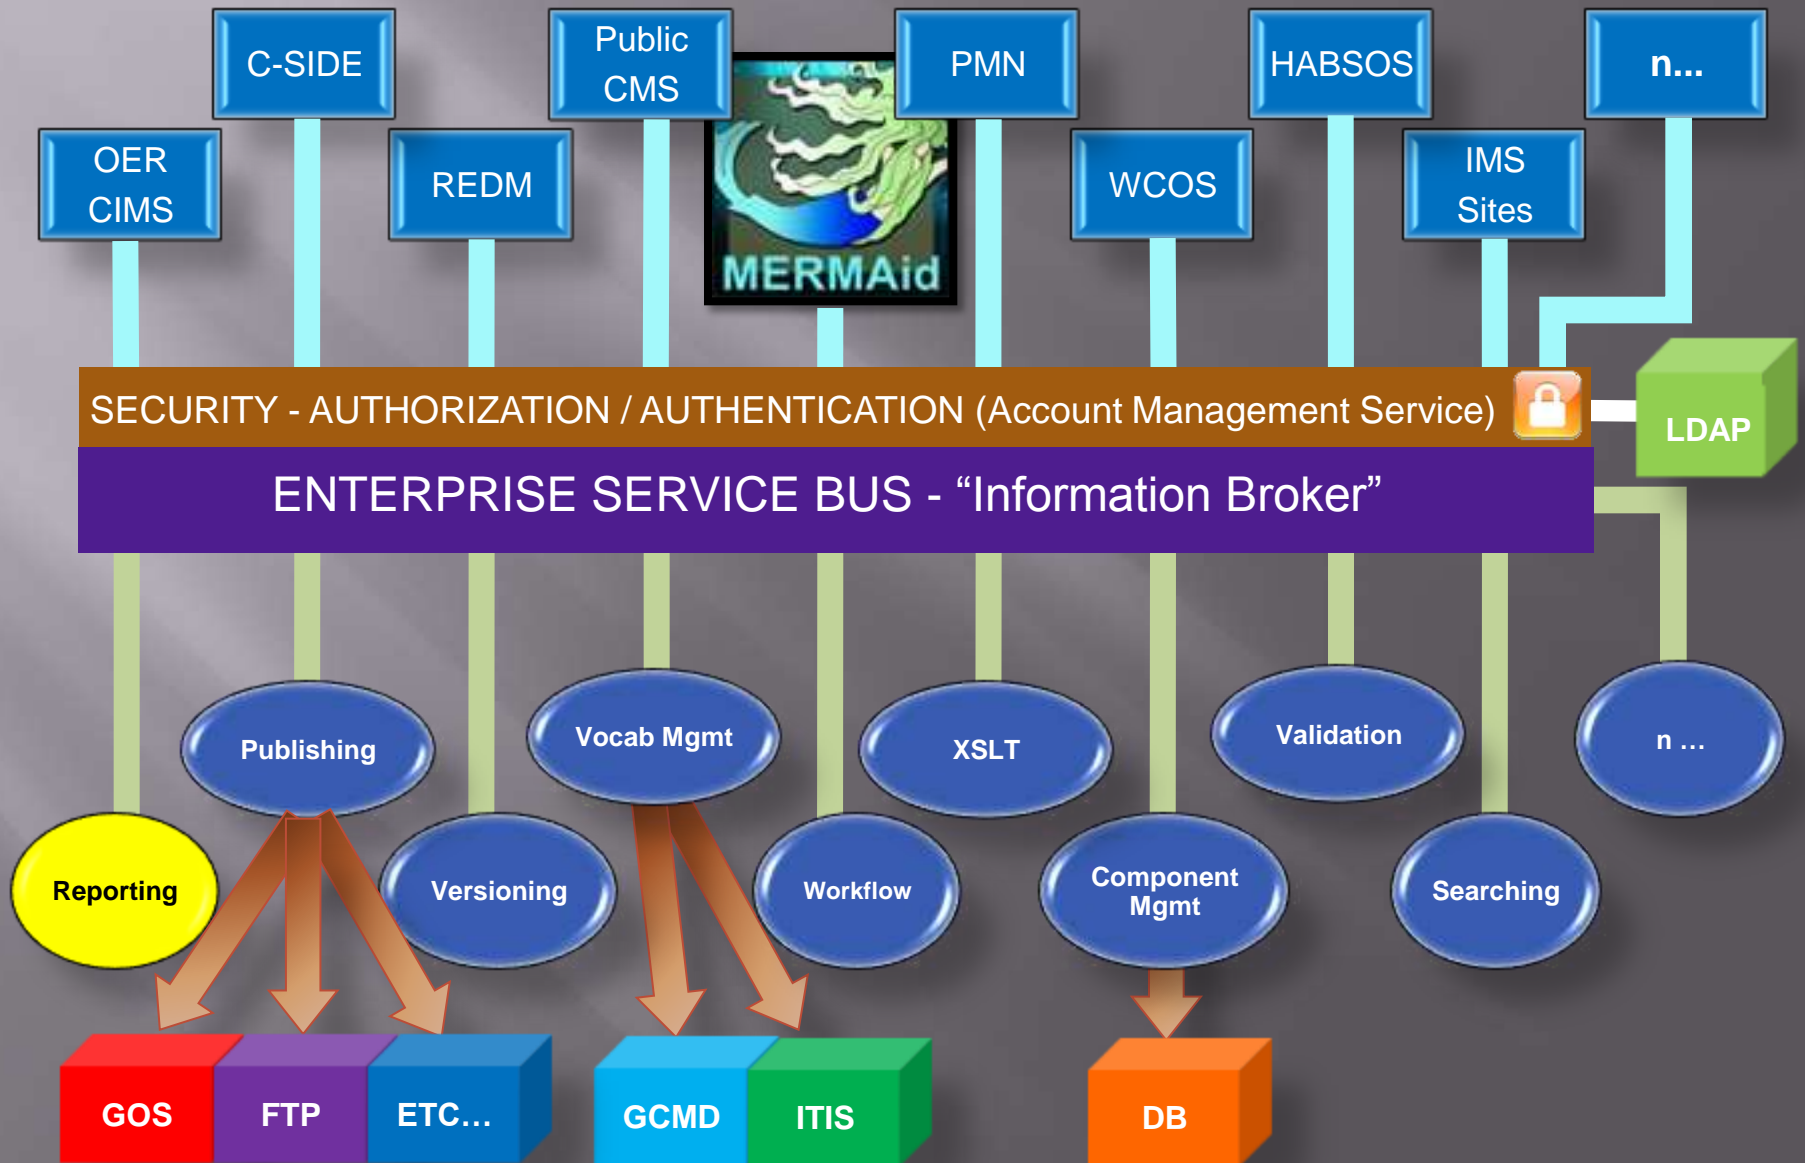 C-SIDE
Public
CMS
PMN
HABSOS
n...
OER
CIMS
REDM
MERMAid
WCOS
IMS
Sites
SECURITY - AUTHORIZATION / AUTHENTICATION (Account Management Service)
LDAP
ENTERPRISE SERVICE BUS - “Information Broker”
Publishing
Vocab Mgmt
XSLT
Validation
n ...
Reporting
Versioning
Workflow
Component
Mgmt
Searching
GOS
FTP
ETC...
GCMD
ITIS
DB